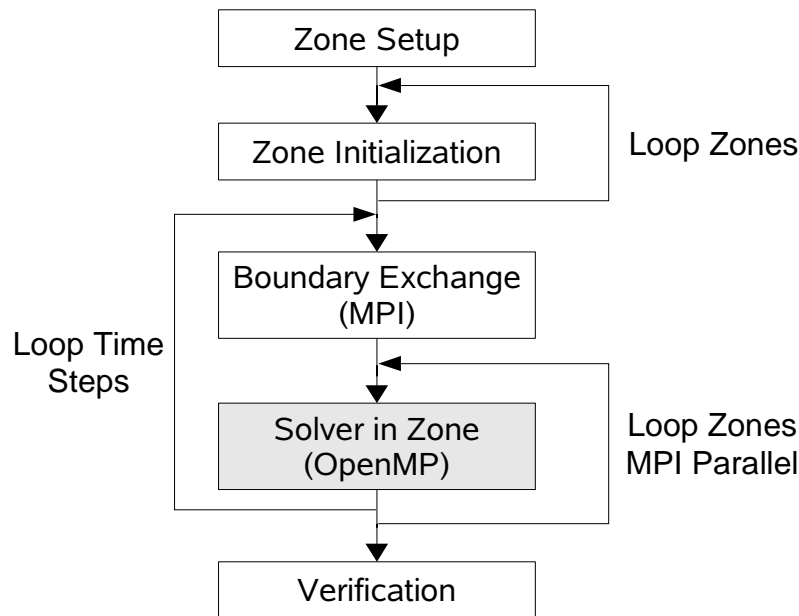 Zone Setup
Zone Initialization
Loop Zones
Boundary Exchange
(MPI)
Loop Time
Steps
Solver in Zone
(OpenMP)
Loop Zones
MPI Parallel
Verification